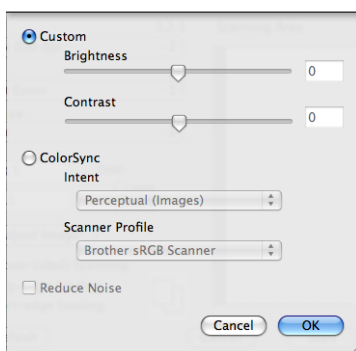 Custom
Brightness
0
Contrast
0
ColorSync
Intent
Perceptual (Images)
Scanner Profile
Brother sRGB Scanner
Reduce Noise
Cancel OK